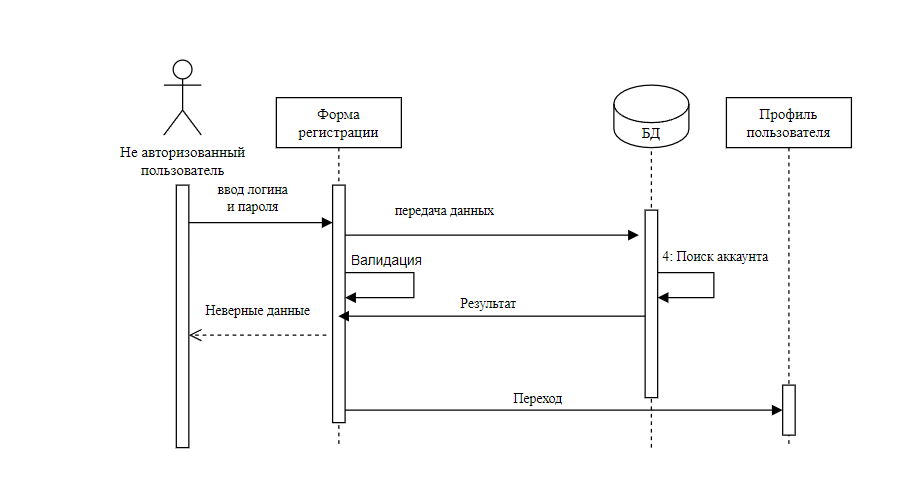 Форма
регистрации
БД
Профиль
пользователя
Не авторизованный
пользователь
ввод логина
и пароля
передача данных
Валидация
4: Поиск аккаунта
Результат
Неверные данные
Переход